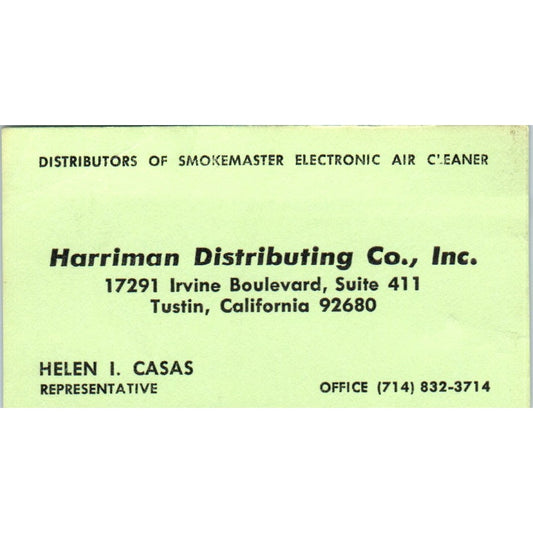 DISTRIBUTORS OF SMOKEMASTER ELECTRONIC AIR CLEANER
Harriman Distributing Co., Inc.
17291 Irvine Boulevard, Suite 411
Tustin, California 92680
HELEN I. CASAS
REPRESENTATIVE
OFFICE (714) 832-3714